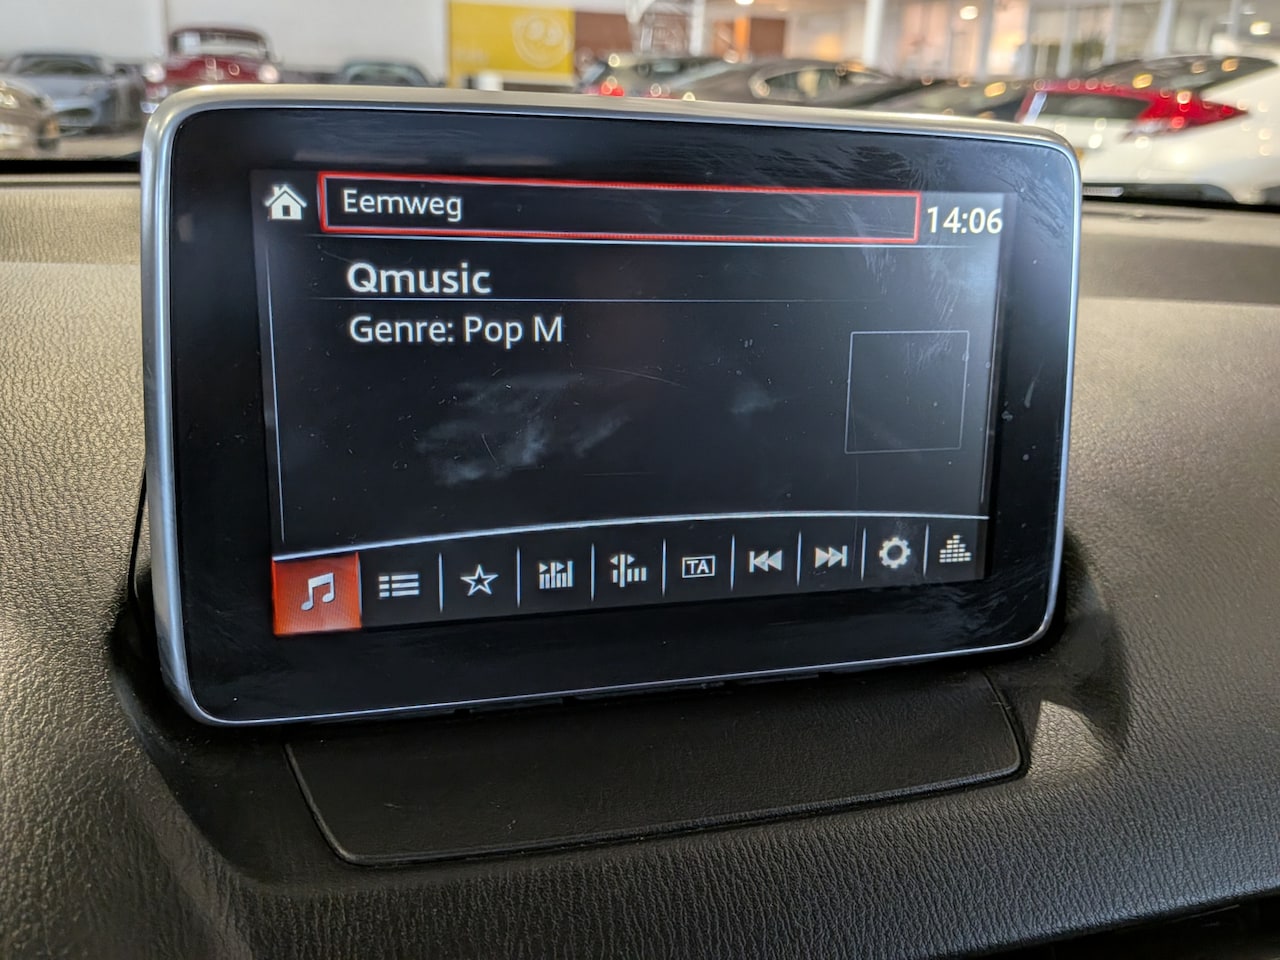 Eemweg
14:06
Qmusic
Genre: Pop M
TA